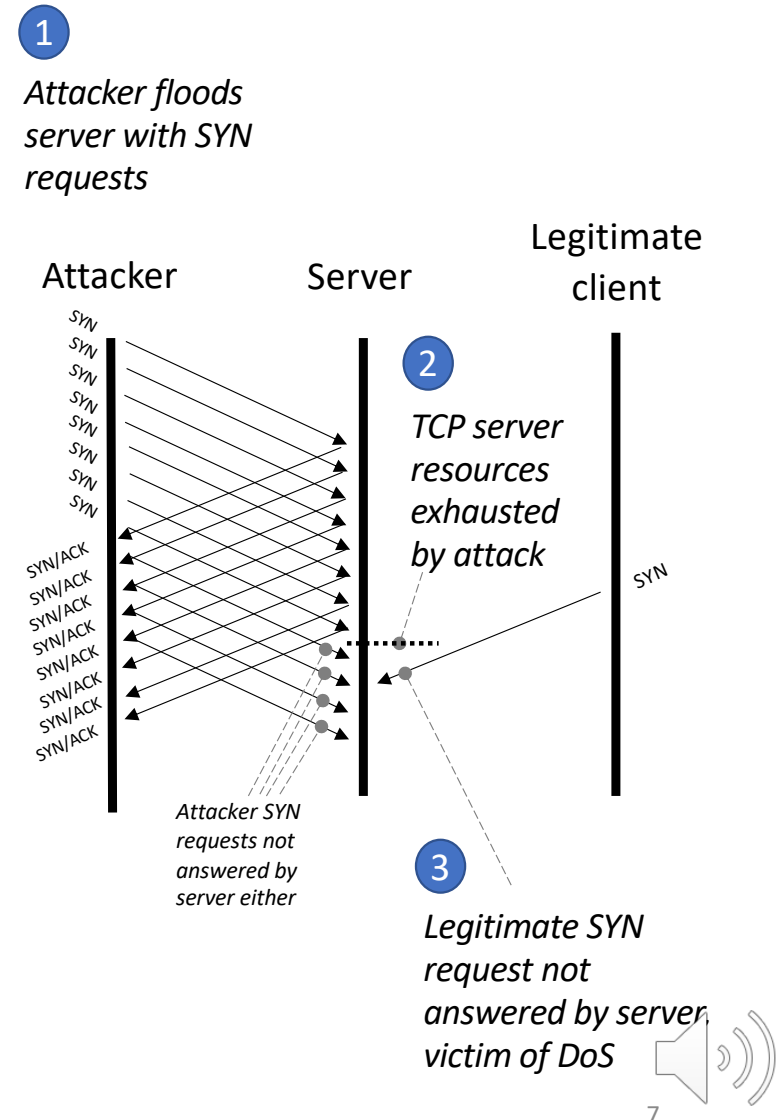 1
Attacker floods
server with SYN
requests
Attacker
Server
Legitimate
client
SYN
SYN
SYN
SYN
SYN
SYN
SYN
SYN
2
TCP server
resources
exhausted
by attack
SYN
SYN/ACK
SYN/ACK
SYN/ACK
SYN/ACK
SYN/ACK
SYN/ACK
SYN/ACK
SYN/ACK
Attacker SYN
requests not
answered by
server either
3
Legitimate SYN
request not
answered by server,
victim of DoS
7